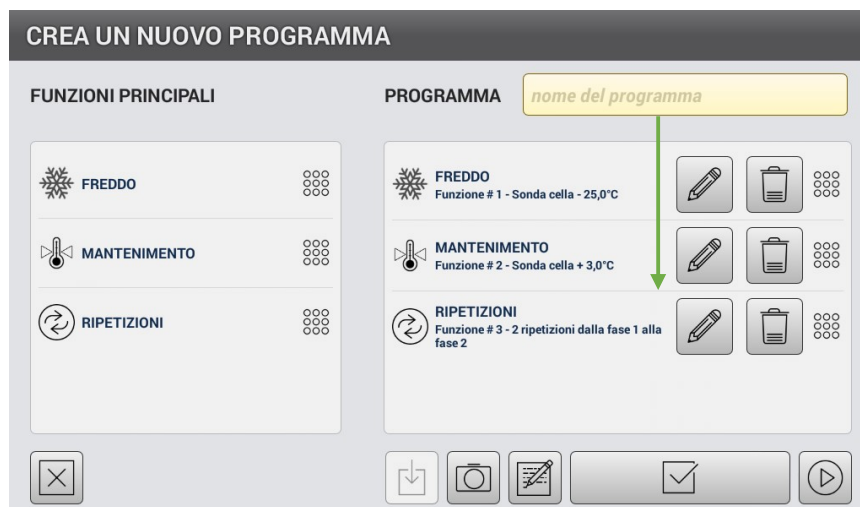 CREA UN NUOVO PROGRAMMA
FUNZIONI PRINCIPALI
PROGRAMMA
nome del programma
FREDDO
MANTENIMENTO
RIPETIZIONI
FREDDO
Funzione # 1 - Sonda cella - 25,0°C
MANTENIMENTO
Funzione # 2 - Sonda cella + 3,0°C
RIPETIZIONI
Funzione # 3 - 2 ripetizioni dalla fase 1 alla
fase 2